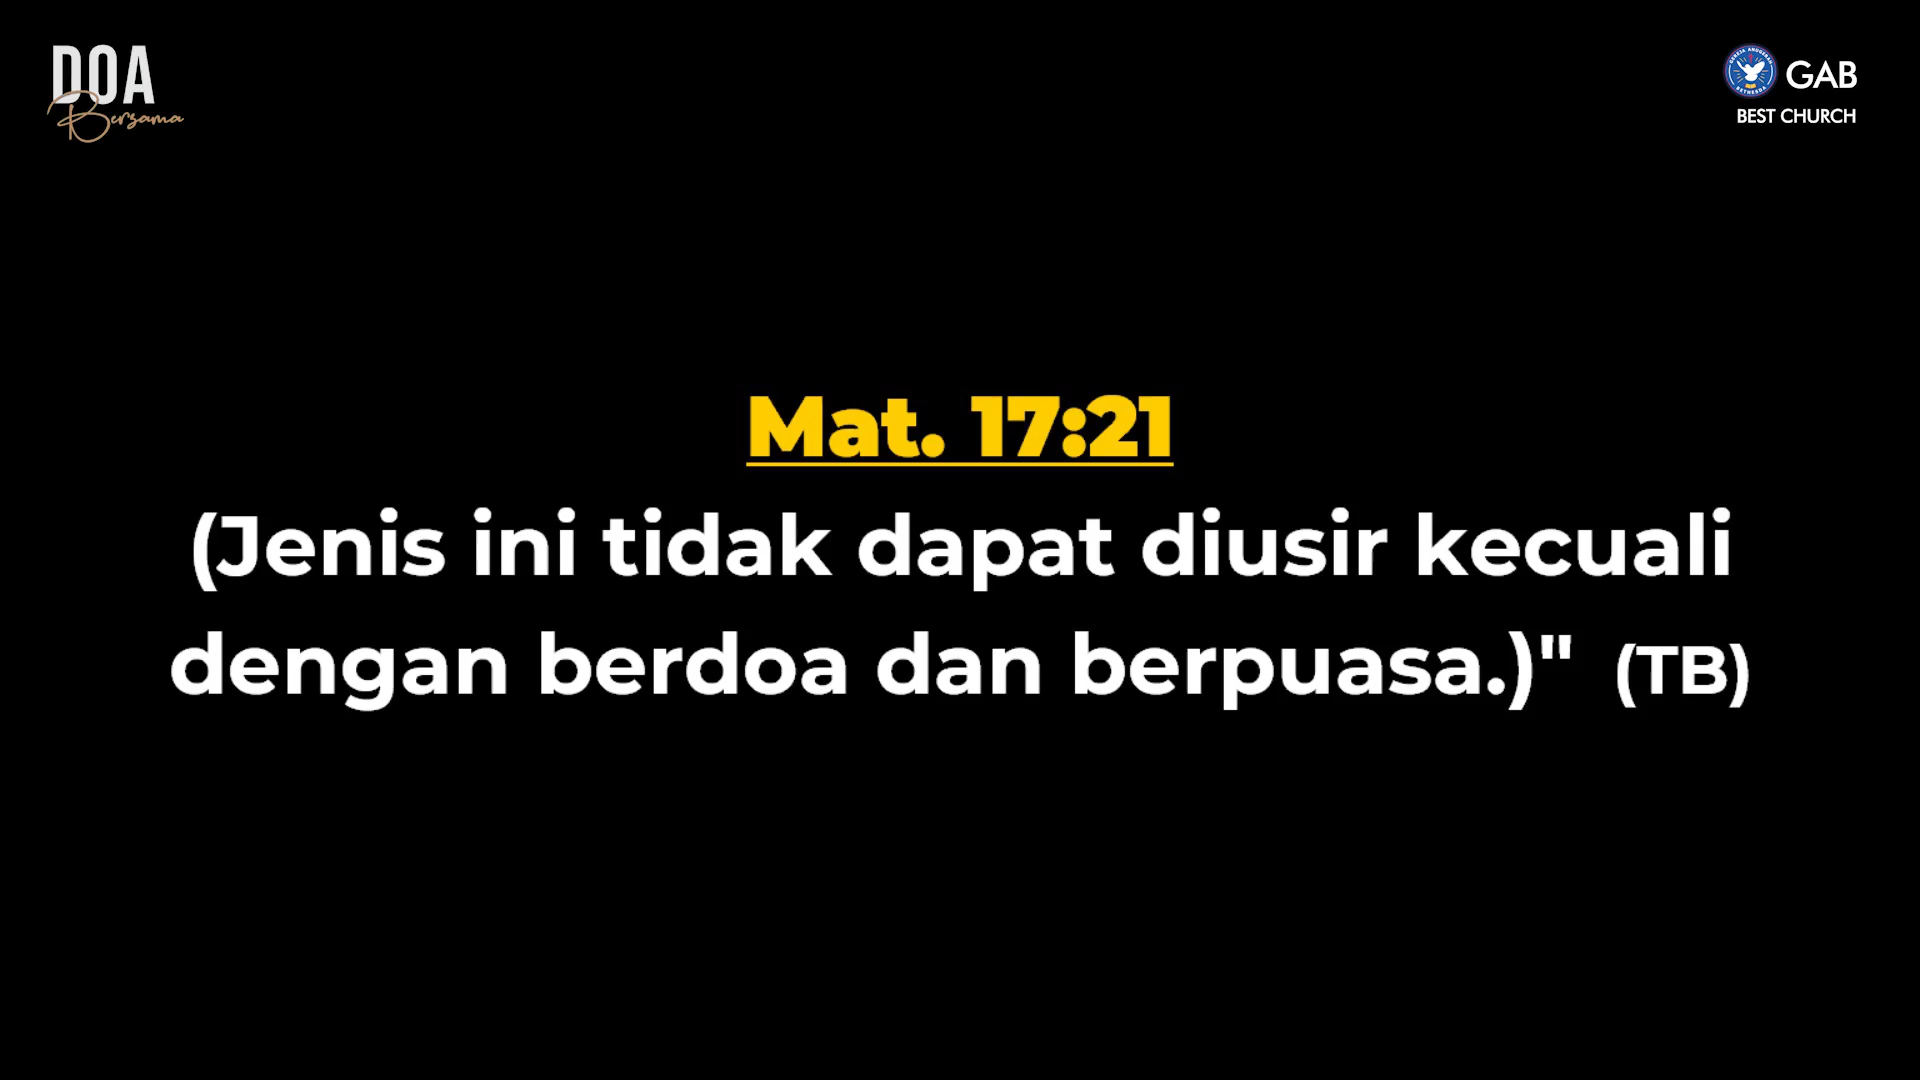 DOA
Bersama
GAB
BEST CHURCH
Mat. 17:21
(Jenis ini tidak dapat diusir kecuali
dengan berdoa dan berpuasa.)" (TB)